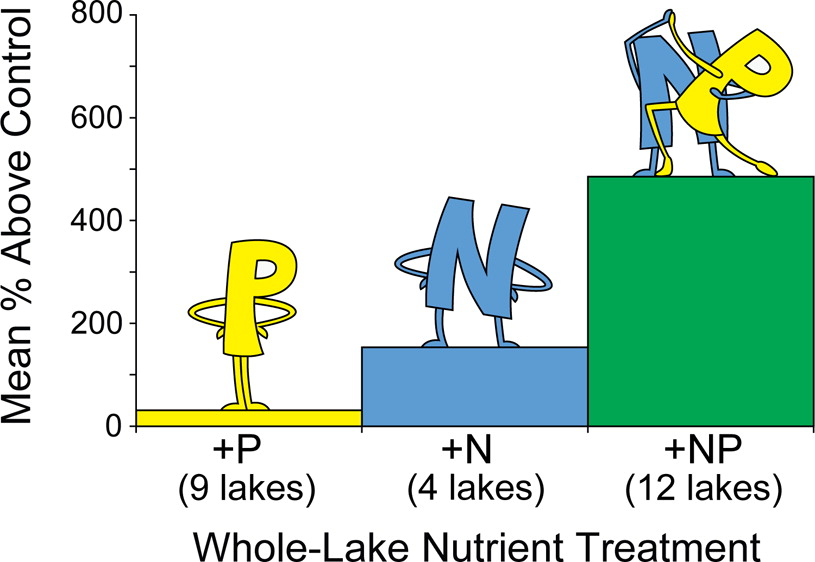 Mean % Above Control
800
600
400
200
0
P
N
NP
+P
(9 lakes)
+N
(4 lakes)
+NP
(12 lakes)
Whole-Lake Nutrient Treatment